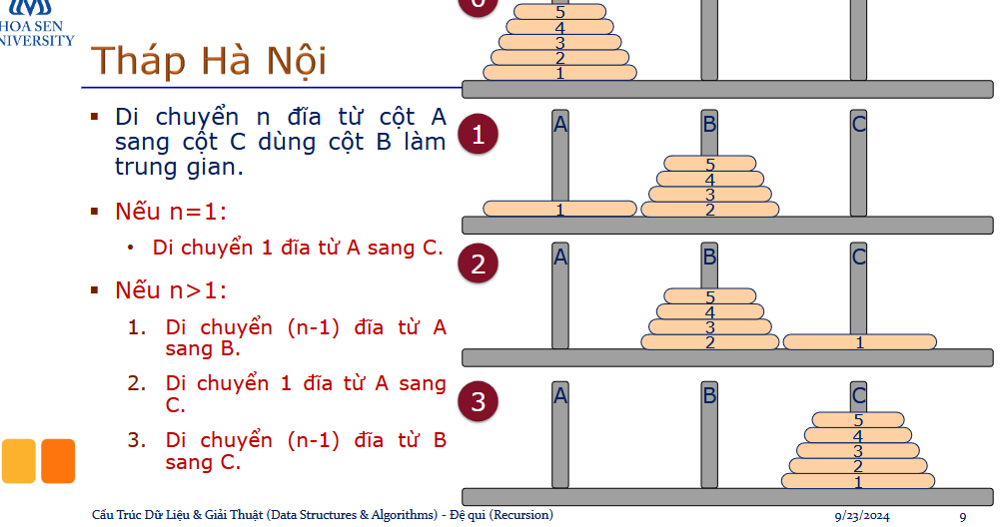 HOA SEN
UNIVERSITY
Tháp Hà Nội
▪ Di chuyển n đĩa từ cột A
sang cột C dùng cột B làm
trung gian.
▪ Nếu n=1:
• Di chuyển 1 đĩa từ A sang C.
▪ Nếu n>1:
1. Di chuyển (n-1) đĩa từ A
sang B.
2. Di chuyển 1 đĩa từ A sang
C.
3. Di chuyển (n-1) đĩa từ B
sang C.
0
5
4
3
2
1
1
A B C
5
4
3
1 2
2
A B C
5
4
3
2 1
3
A B C
5
4
3
2
1
Cấu Trúc Dữ Liệu & Giải Thuật (Data Structures & Algorithms) - Đệ qui (Recursion) 9/23/2024 9